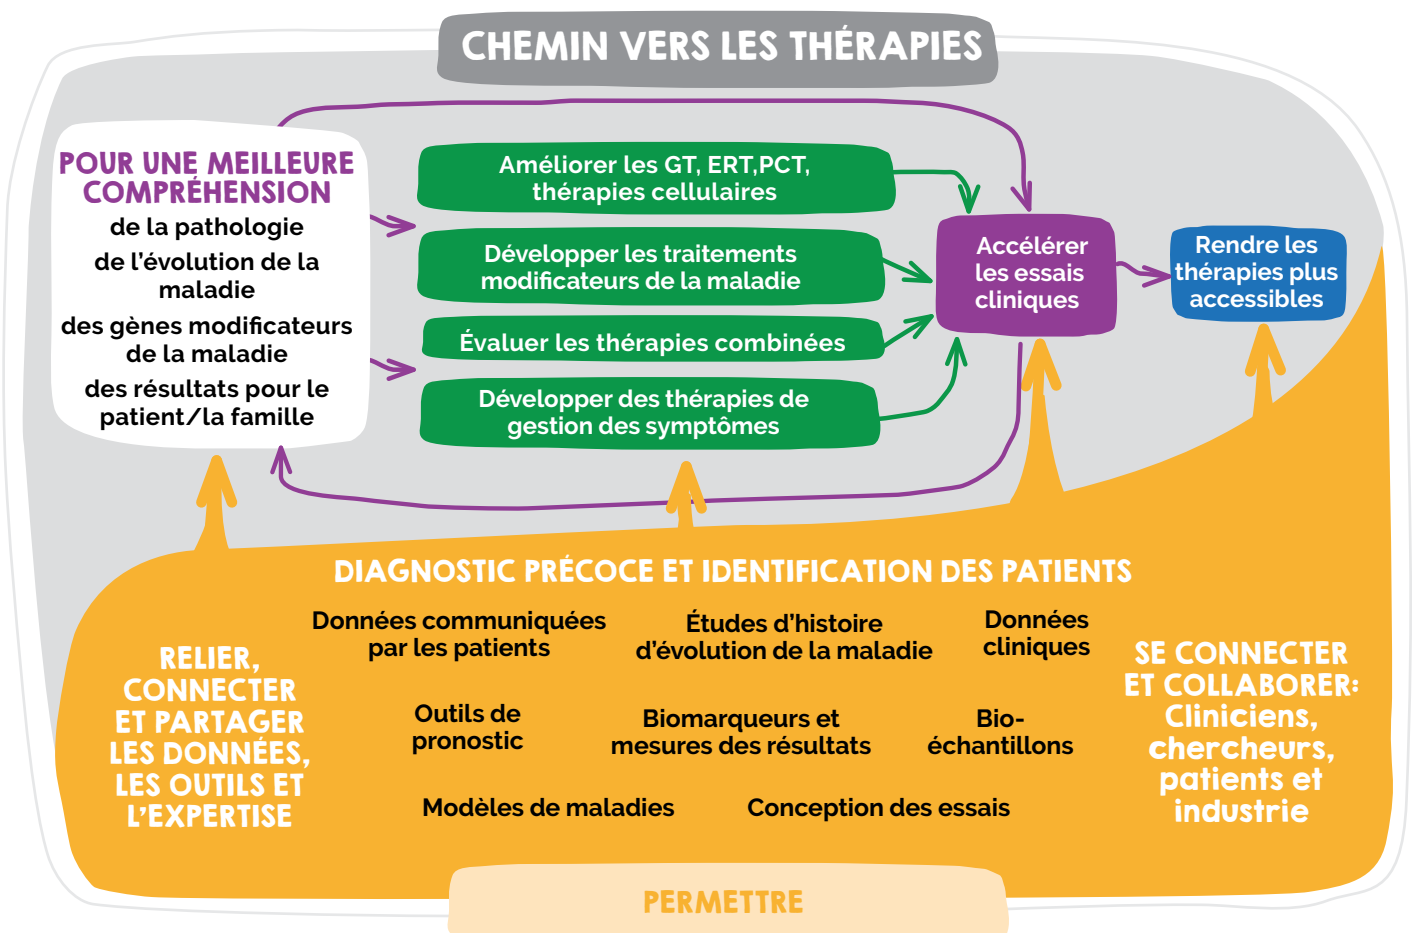 CHEMIN VERS LES THÉRAPIES
POUR UNE MEILLEURE
COMPRÉHENSION
de la pathologie
de l’évolution de la
maladie
des gènes modificateurs
de la maladie
des résultats pour le
patient/la famille
Améliorer les GT, ERT,PCT,
thérapies cellulaires
Développer les traitements
modificateurs de la maladie
Évaluer les thérapies combinées
Développer des thérapies de
gestion des symptômes
Accélérer
les essais
cliniques
Rendre les
thérapies plus
accessibles
DIAGNOSTIC PRÉCOCE ET IDENTIFICATION DES PATIENTS
RELIER,
CONNECTER
ET PARTAGER
LES DONNÉES,
LES OUTILS ET
L’EXPERTISE
Données communiquées
par les patients
Études d’histoire
d’évolution de la maladie
Données
cliniques
Outils de
pronostic
Biomarqueurs et
mesures des résultats
Bio-
échantillons
Modèles de maladies
Conception des essais
SE CONNECTER
ET COLLABORER:
Cliniciens,
chercheurs,
patients et
industrie
PERMETTRE